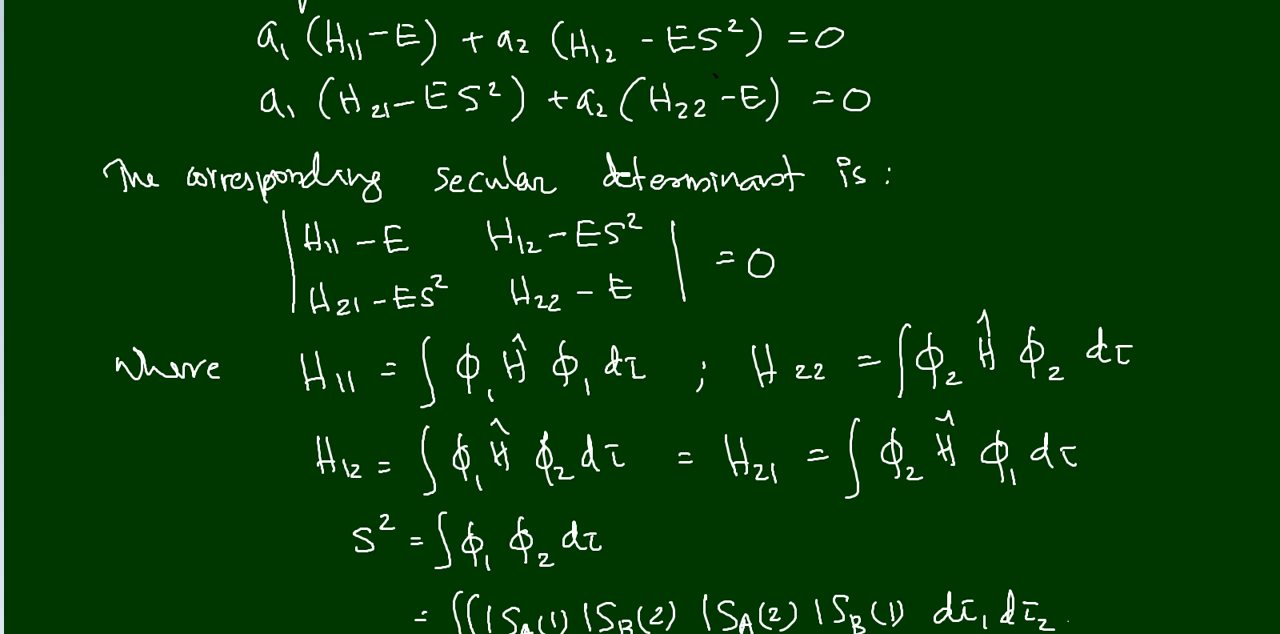 a₁ (H₁₁ - E) + a₂ (H₁₂ - ES²) = 0
a₁ (H₂₁ - ES²) + a₂ (H₂₂ - E) = 0
The corresponding secular determinant is :
| H₁₁ - E   H₁₂ - ES² |
| H₂₁ - ES²   H₂₂ - E | = 0
where H₁₁ = ∫ ϕ₁ Ĥ ϕ₁ dτ ; H₂₂ = ∫ ϕ₂ Ĥ ϕ₂ dτ
H₁₂ = ∫ ϕ₁ Ĥ ϕ₂ dτ = H₂₁ = ∫ ϕ₂ Ĥ ϕ₁ dτ
S² = ∫ ϕ₁ ϕ₂ dτ
= ∫∫ 1S_A(1) 1S_B(2) 1S_A(2) 1S_B(1) dτ₁ dτ₂